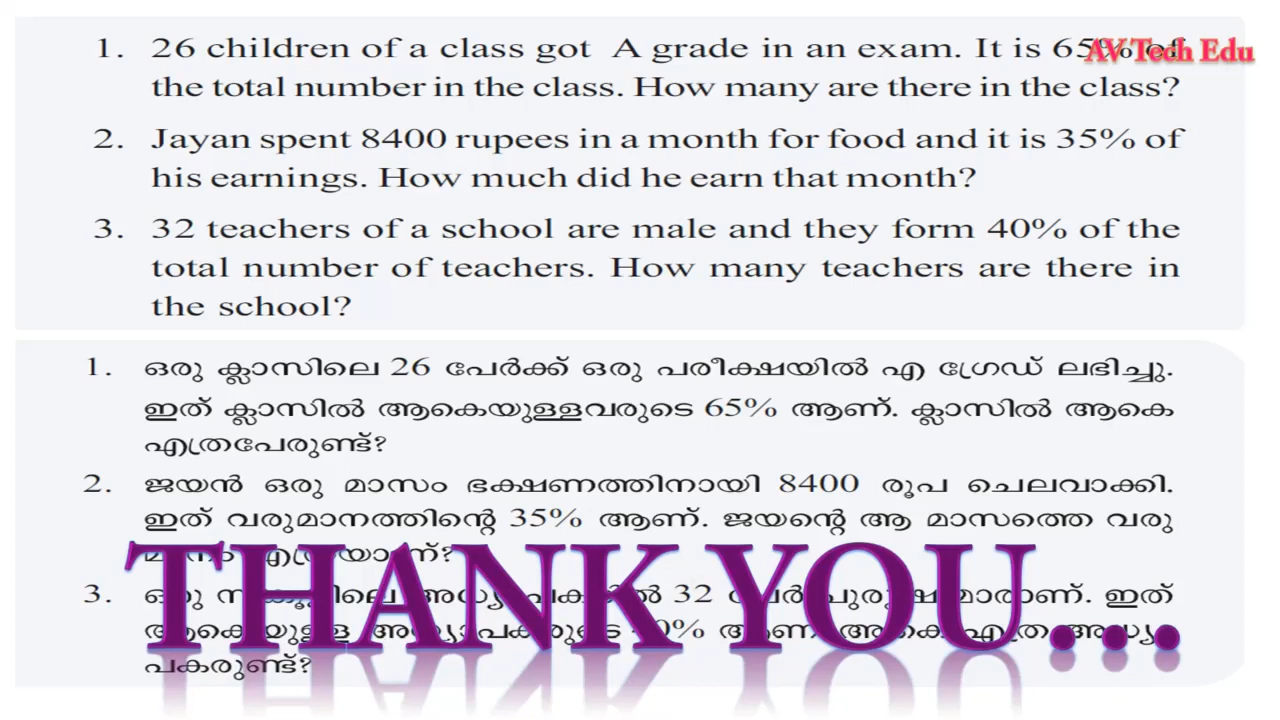 1. 26 children of a class got A grade in an exam. It is 65% of
AV Tech Edu
the total number in the class. How many are there in the class?
2. Jayan spent 8400 rupees in a month for food and it is 35% of
his earnings. How much did he earn that month?
3. 32 teachers of a school are male and they form 40% of the
total number of teachers. How many teachers are there in
the school?
1. ഒരു ക്ലാസിലെ 26 പേർക്ക് ഒരു പരീക്ഷയിൽ എ ഗ്രേഡ് ലഭിച്ചു.
ഇത് ക്ലാസിൽ ആകെയുള്ളവരുടെ 65% ആണ്. ക്ലാസിൽ ആകെ
എത്രപേരുണ്ട്?
2. ജയൻ ഒരു മാസം ഭക്ഷണത്തിനായി 8400 രൂപ ചെലവാക്കി.
ഇത് വരുമാനത്തിന്റെ 35% ആണ്. ജയന്റെ ആ മാസത്തെ വരു
THANK YOU....
3. ഒരു 32 ഇത്
പകരുണ്ട്?